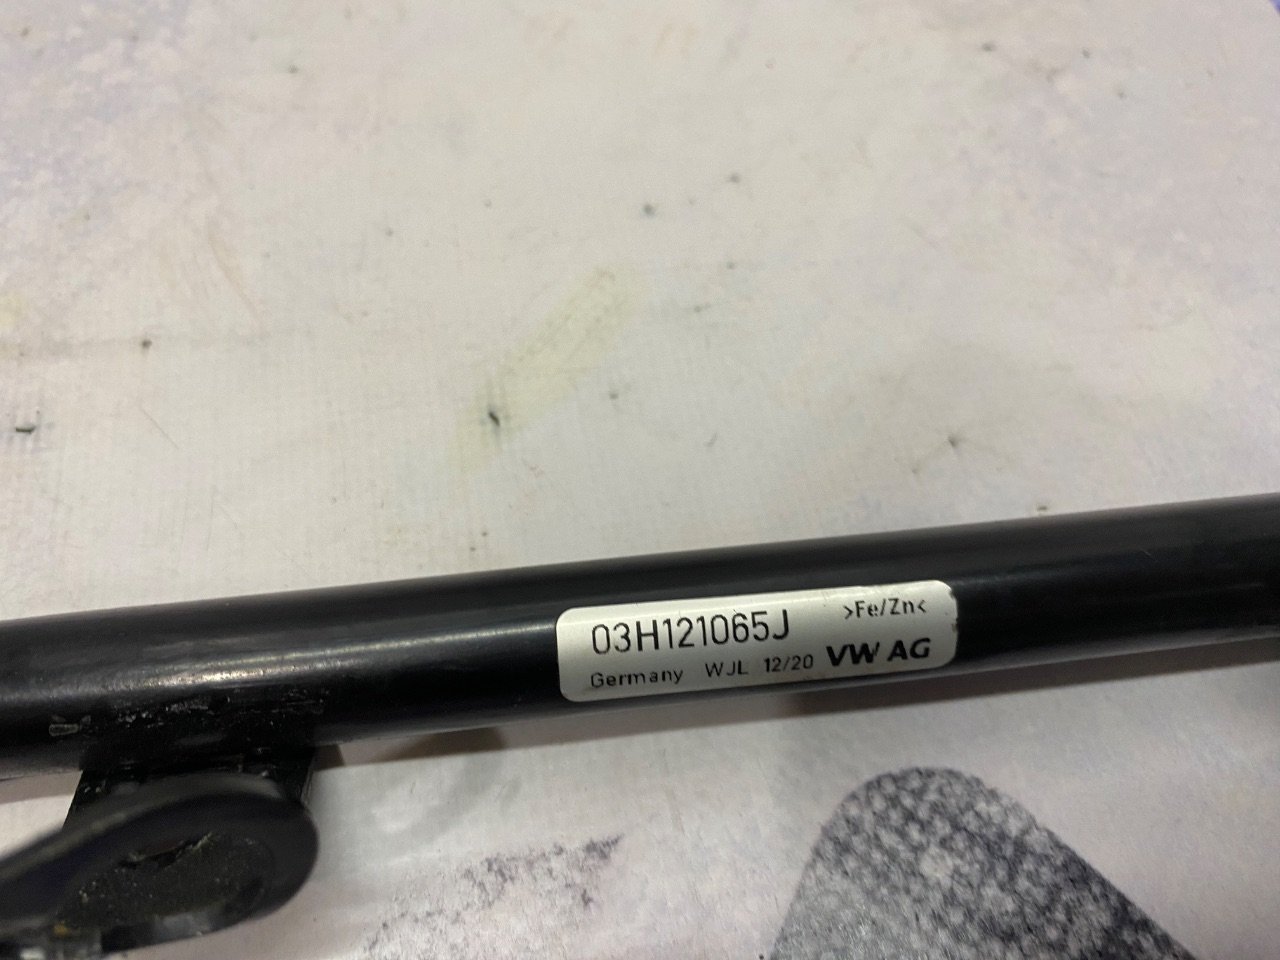 03H121065J >Fe/Zn<
Germany WJL 12/20 VW AG